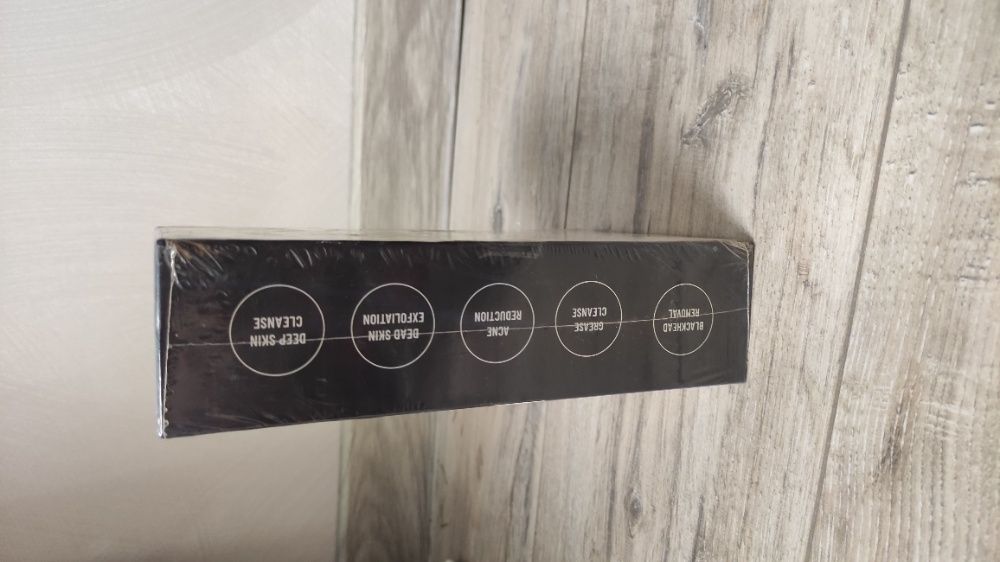 BLACKHEAD
REMOVAL
GREASE
CLEANSE
ACNE
REDUCTION
DEAD SKIN
EXFOLIATION
DEEP SKIN
CLEANSE